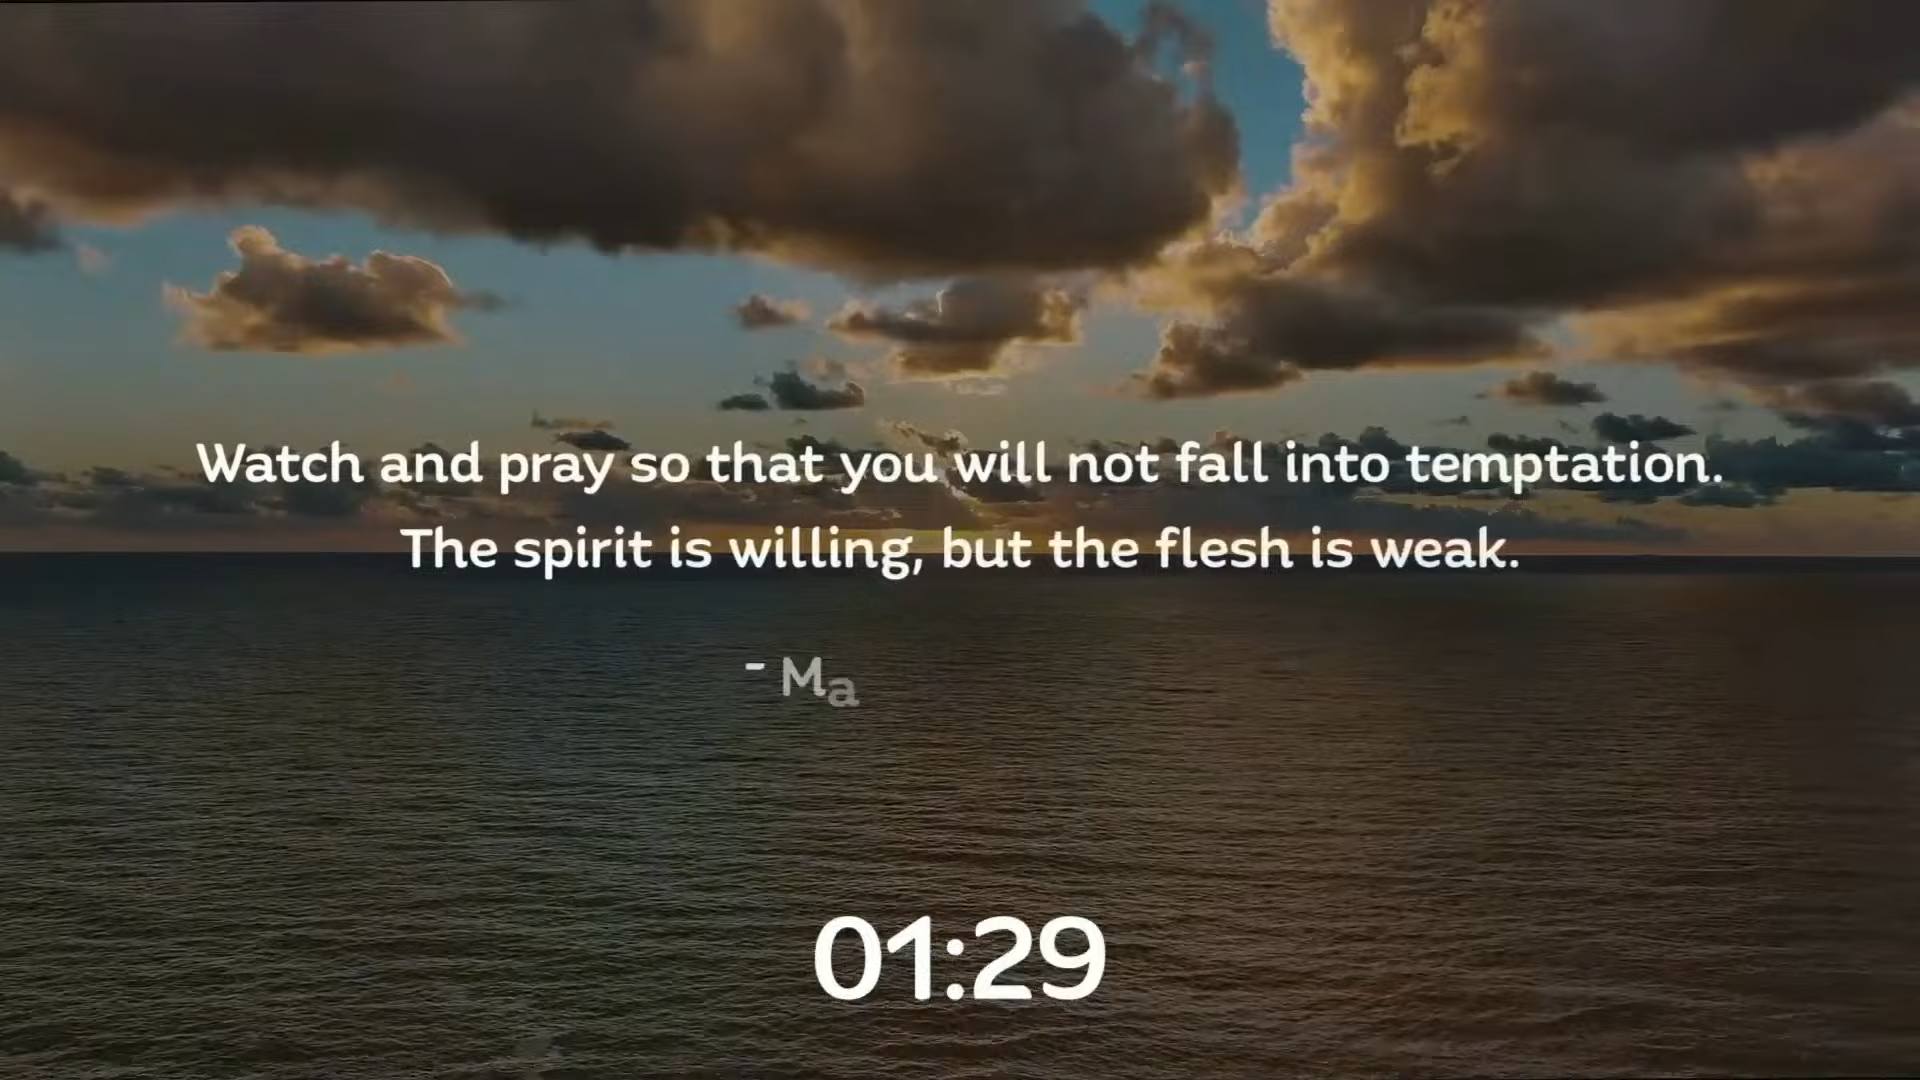 Watch and pray so that you will not fall into temptation.
The spirit is willing, but the flesh is weak.
- Ma
01:29